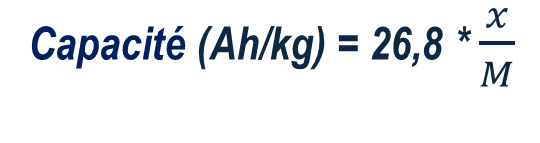 Capacité (Ah/kg) = 26,8 * x/M